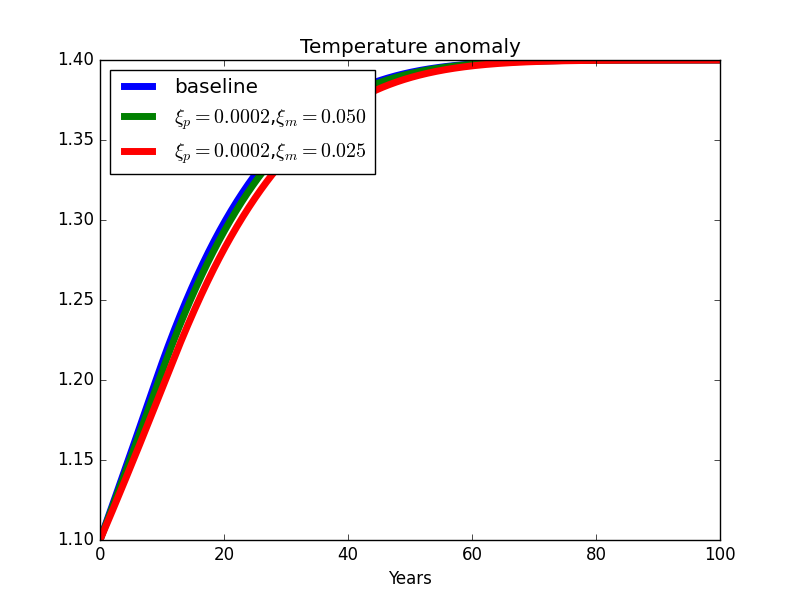 Temperature anomaly
baseline
ξₚ = 0.0002,ξₘ = 0.050
ξₚ = 0.0002,ξₘ = 0.025
1.40
1.35
1.30
1.25
1.20
1.15
1.10
0 20 40 60 80 100
Years